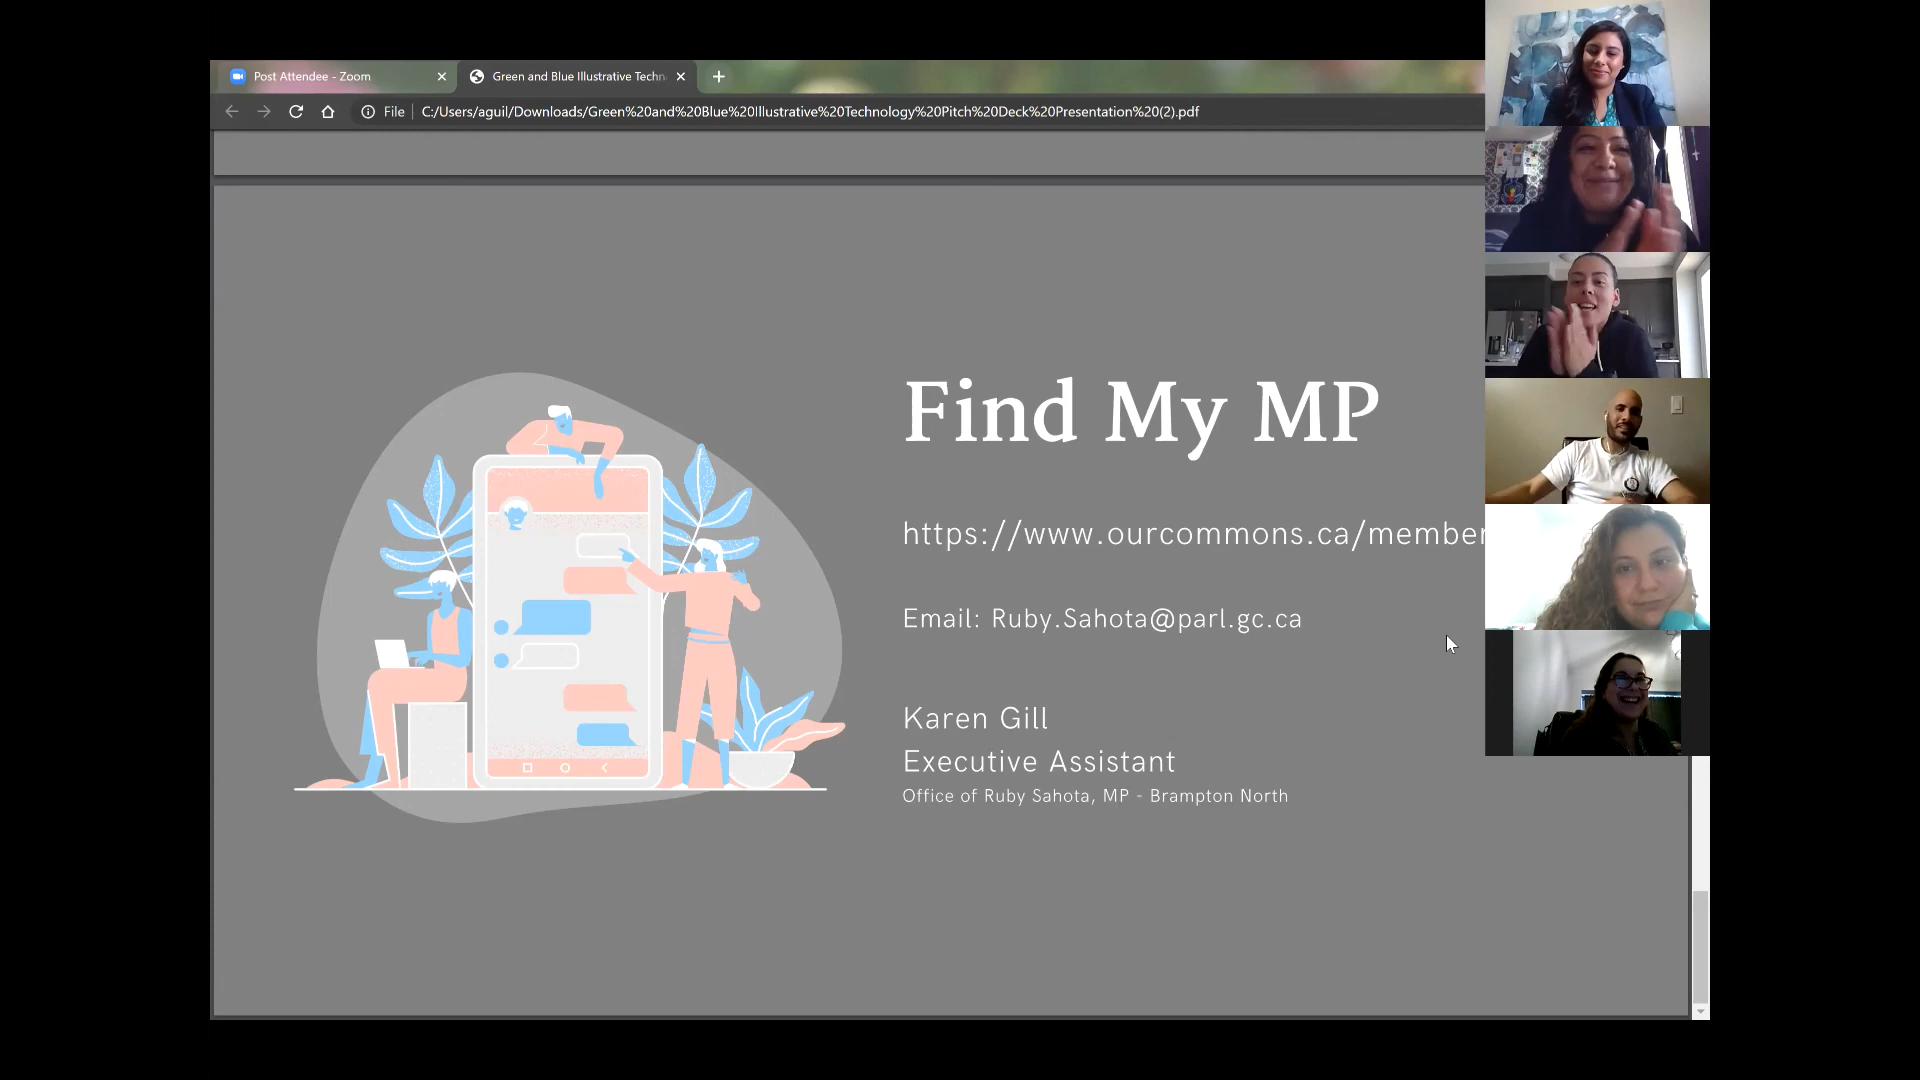 Post Attendee - Zoom
Green and Blue Illustrative Techn
File
C:/Users/aguil/Downloads/Green%20and%20Blue%20Illustrative%20Technology%20Pitch%20Deck%20Presentation%20(2).pdf
Find My MP
https://www.ourcommons.ca/member
Email: Ruby.Sahota@parl.gc.ca
Karen Gill
Executive Assistant
Office of Ruby Sahota, MP - Brampton North